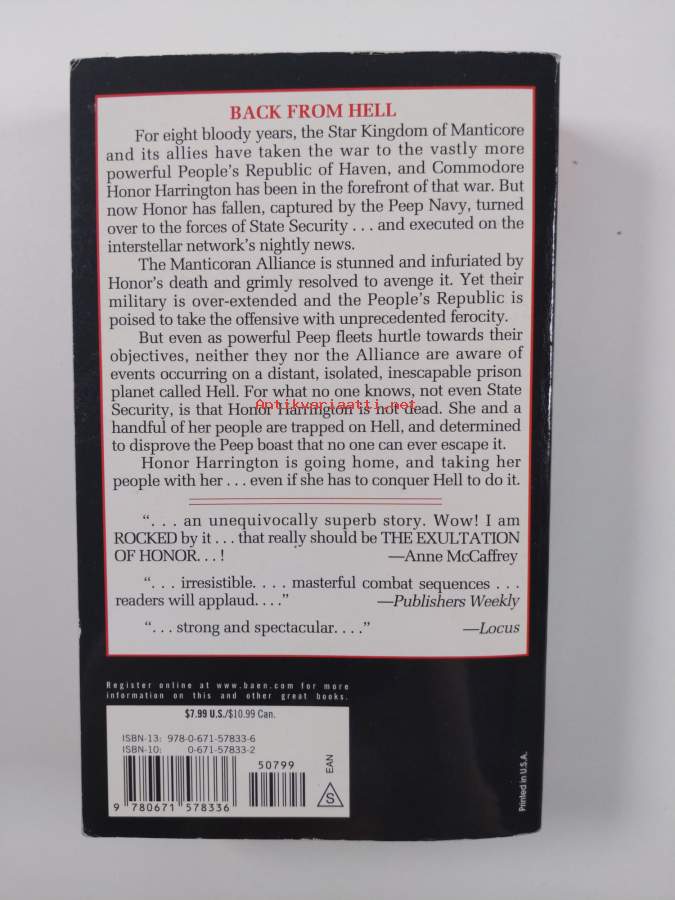 BACK FROM HELL
For eight bloody years, the Star Kingdom of Manticore
and its allies have taken the war to the vastly more
powerful People's Republic of Haven, and Commodore
Honor Harrington has been in the forefront of that war. But
now Honor has fallen, captured by the Peep Navy, turned
over to the forces of State Security . . . and executed on the
interstellar network's nightly news.
The Manticoran Alliance is stunned and infuriated by
Honor's death and grimly resolved to avenge it. Yet their
military is over-extended and the People's Republic is
poised to take the offensive with unprecedented ferocity.
But even as powerful Peep fleets hurtle towards their
objectives, neither they nor the Alliance are aware of
events occurring on a distant, isolated, inescapable prison
planet called Hell. For what no one knows, not even State
Security, is that Honor Harrington is not dead. She and a
Antikvariaatti.net
handful of her people are trapped on Hell, and determined
to disprove the Peep boast that no one can ever escape it.
Honor Harrington is going home, and taking her
people with her . . . even if she has to conquer Hell to do it.
". . . an unequivocally superb story. Wow! I am
ROCKED by it . . . that really should be THE EXULTATION
OF HONOR. . . ! —Anne McCaffrey
". . . irresistible. . . . masterful combat sequences . . .
readers will applaud. . . ." —Publishers Weekly
". . . strong and spectacular. . . ." —Locus
Register online at www.baen.com for more
information on this and other great books.
$7.99 U.S./$10.99 Can.
ISBN-13: 978-0-671-57833-6
ISBN-10: 0-671-57833-2
50799
EAN
S
9 780671 578336
Printed in U.S.A.